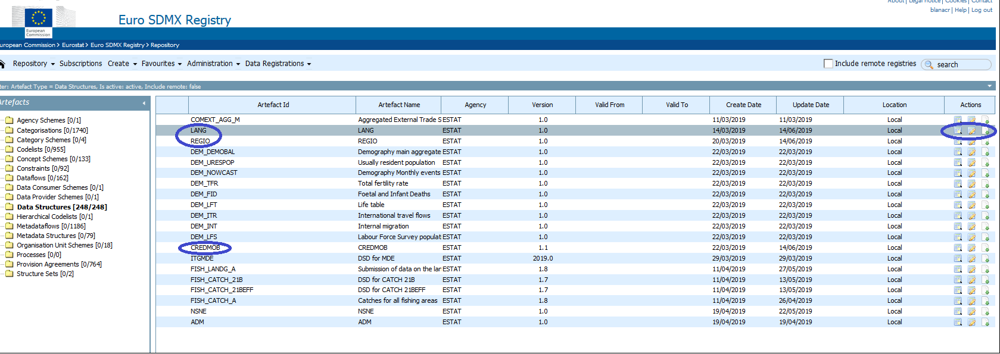 About | Legal notice | Cookies | Contact
blanacr | Help | Log out
European
Commission
Euro SDMX Registry
uropean Commission > Eurostat > Euro SDMX Registry > Repository
Repository Subscriptions Create Favourites Administration Data Registrations
Include remote registries search
ter: Artefact Type = Data Structures, Is active: active, Include remote: false
Artefacts
Agency Schemes [0/1]
Categorisations [0/1740]
Category Schemes [0/4]
Codelists [0/955]
Concept Schemes [0/133]
Constraints [0/92]
Dataflows [0/162]
Data Consumer Schemes [0/1]
Data Provider Schemes [0/1]
Data Structures [248/248]
Hierarchical Codelists [0/1]
Metadataflows [0/1186]
Metadata Structures [0/79]
Organisation Unit Schemes [0/18]
Processes [0/0]
Provision Agreements [0/764]
Structure Sets [0/2]
Artefact Id Artefact Name Agency Version Valid From Valid To Create Date Update Date Location Actions
COMEXT_AGG_M Aggregated External Trade S ESTAT 1.0 11/03/2019 11/03/2019 Local
LANG LANG ESTAT 1.0 14/03/2019 14/06/2019 Local
REGIO REGIO ESTAT 1.0 20/03/2019 14/06/2019 Local
DEM_DEMOBAL Demography main aggregate ESTAT 1.0 22/03/2019 22/03/2019 Local
DEM_URESPOP Usually resident population ESTAT 1.0 22/03/2019 22/03/2019 Local
DEM_NOWCAST Demography Monthly events ESTAT 1.0 22/03/2019 22/03/2019 Local
DEM_TFR Total fertility rate ESTAT 1.0 22/03/2019 22/03/2019 Local
DEM_FID Foetal and Infant Deaths ESTAT 1.0 22/03/2019 22/03/2019 Local
DEM_LFT Life table ESTAT 1.0 22/03/2019 22/03/2019 Local
DEM_ITR International travel flows ESTAT 1.0 22/03/2019 22/03/2019 Local
DEM_INT Internal migration ESTAT 1.0 22/03/2019 22/03/2019 Local
DEM_LFS Labour Force Survey populat ESTAT 1.0 22/03/2019 22/03/2019 Local
CREDMOB CREDMOB ESTAT 1.1 22/03/2019 14/06/2019 Local
ITGMDE DSD for MDE ESTAT 2019.0 29/03/2019 29/03/2019 Local
FISH_LANDG_A Submission of data on the lan ESTAT 1.8 11/04/2019 27/05/2019 Local
FISH_CATCH_21B DSD for CATCH 21B ESTAT 1.7 11/04/2019 13/05/2019 Local
FISH_CATCH_21BEFF DSD for CATCH 21BEFF ESTAT 1.7 11/04/2019 13/05/2019 Local
FISH_CATCH_A Catches for all fishing areas ESTAT 1.8 11/04/2019 26/04/2019 Local
NSNE NSNE ESTAT 1.0 19/04/2019 22/05/2019 Local
ADM ADM ESTAT 1.0 19/04/2019 19/04/2019 Local